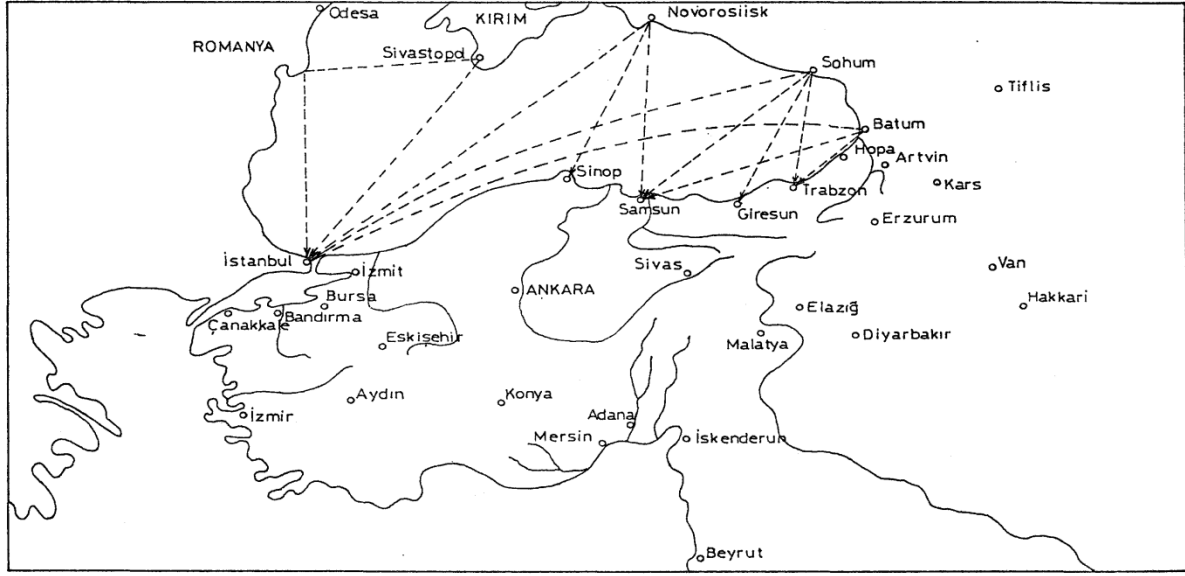 Odesa
KIRIM
Novorosiisk
ROMANYA
Sivastopol
Sohum
Tiflis
Batum
Hopa
Artvin
Kars
Sinop
Trabzon
Samsun
Giresun
Erzurum
İstanbul
İzmit
Sivas
Van
ANKARA
Bursa
Hakkari
Elazığ
Çanakkale
Bandırma
Eskişehir
Malatya
Diyarbakır
Aydın
Konya
İzmir
Adana
Mersin
İskenderun
Beyrut